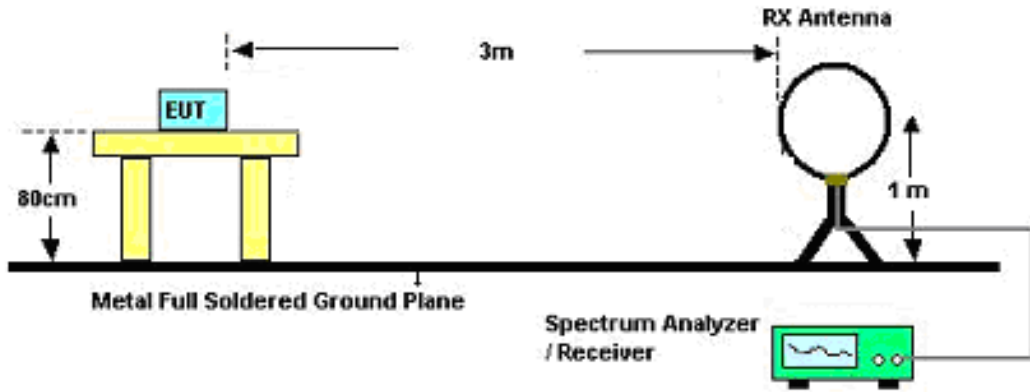 RX Antenna
3m
EUT
80cm
1 m
Metal Full Soldered Ground Plane
Spectrum Analyzer
/ Receiver